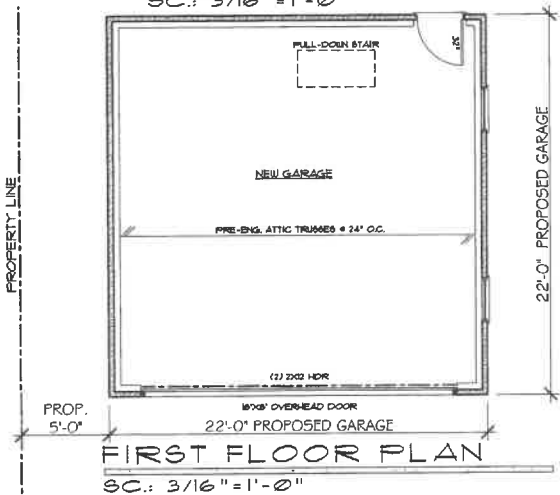 SC.: 3/16"=1'-0"
PULL-DOWN STAIR
32"
NEW GARAGE
PROPERTY LINE
22'-0" PROPOSED GARAGE
PRE-ENG. ATTIC TRUSSES @ 24" O.C.
(2) 2X12 HDR
16'X8' OVERHEAD DOOR
PROP.
5'-0"
22'-0" PROPOSED GARAGE
FIRST FLOOR PLAN
SC.: 3/16"=1'-0"